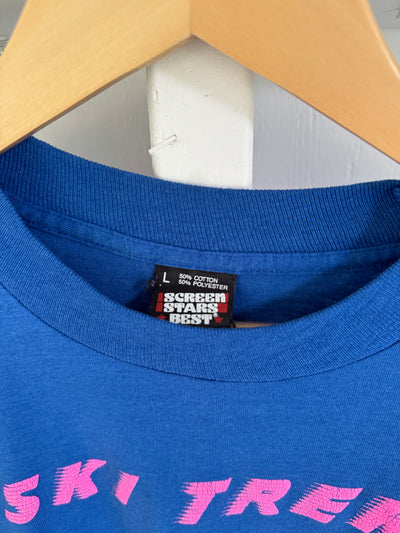 L 50% COTTON
50% POLYESTER
SCREEN
STARS
BEST®
SKI TREK